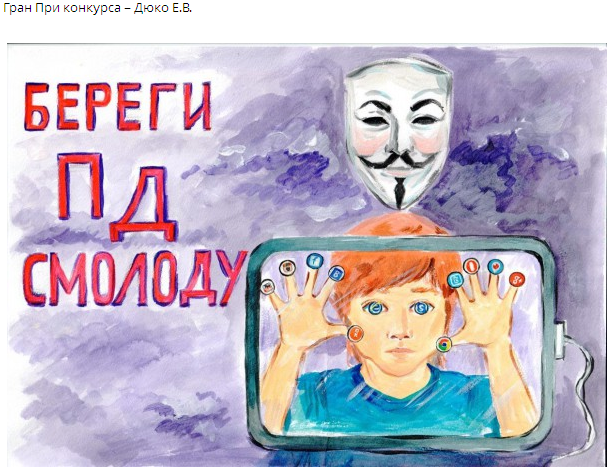 Гран При конкурса – Дюко Е.В.
БЕРЕГИ
ПД
СМОЛОДУ